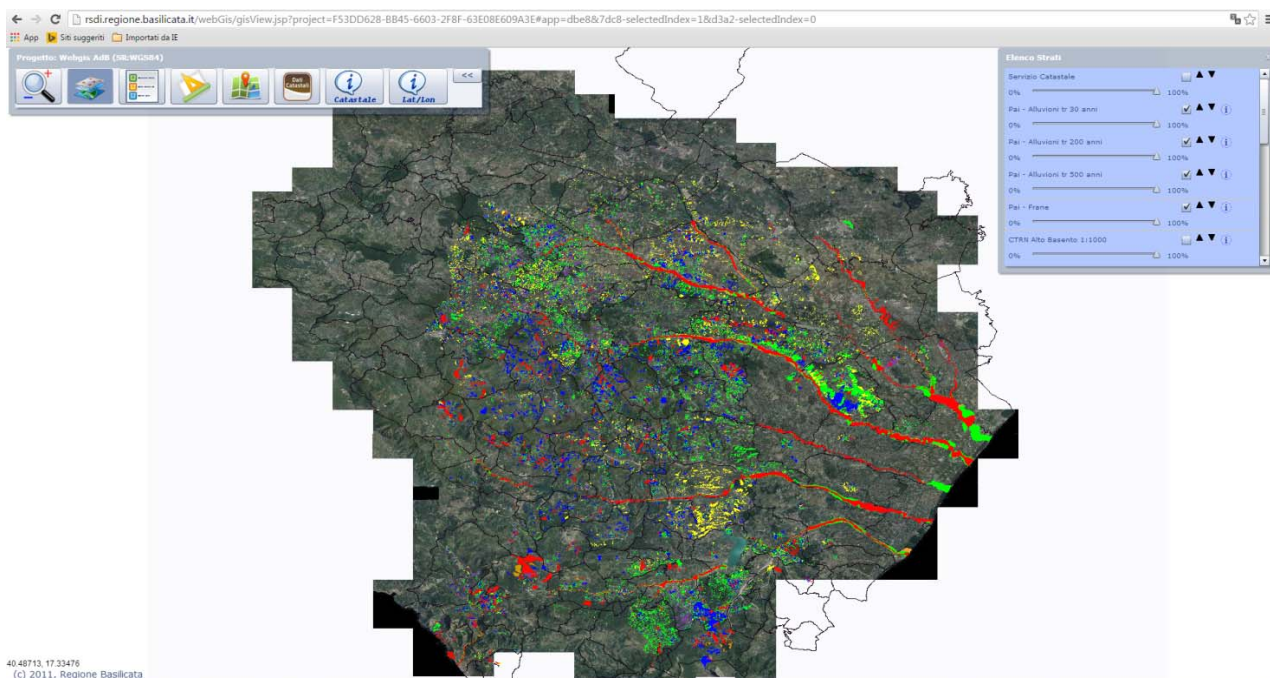 rsdi.regione.basilicata.it/webGis/gisView.jsp?project=F53DD628-BB45-6603-2F8F-63E08E609A3E#app=dbe8&7dc8-selectedIndex=1&d3a2-selectedIndex=0
App Siti suggeriti Importati da IE
Progetto: Webgis AdB (SR:WGS84)
Dati Catastali
Catastale
Lat/Lon
<<
Elenco Strati
Servizio Catastale
0% 100%
Pai - Alluvioni tr 30 anni
0% 100%
Pai - Alluvioni tr 200 anni
0% 100%
Pai - Alluvioni tr 500 anni
0% 100%
Pai - Frane
0% 100%
CTRN Alto Basento 1:1000
0% 100%
40.48713, 17.33476
(c) 2011, Regione Basilicata